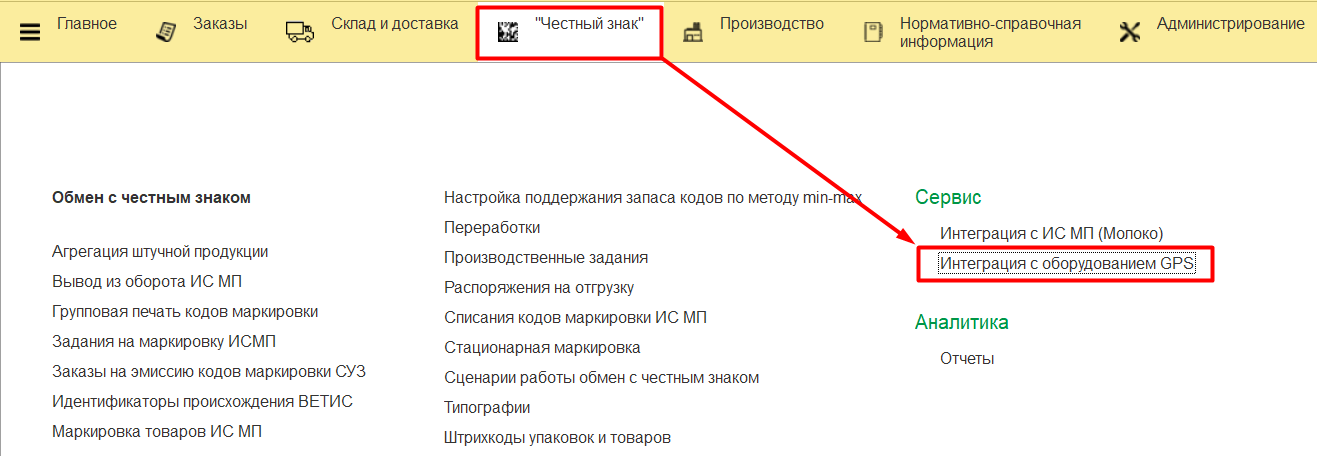 Главное
Заказы
Склад и доставка
"Честный знак"
Производство
Нормативно-справочная
информация
Администрирование
Обмен с честным знаком
Агрегация штучной продукции
Вывод из оборота ИС МП
Групповая печать кодов маркировки
Задания на маркировку ИСМП
Заказы на эмиссию кодов маркировки СУЗ
Идентификаторы происхождения ВЕТИС
Маркировка товаров ИС МП
Настройка поддержания запаса кодов по методу min-max
Переработки
Производственные задания
Распоряжения на отгрузку
Списания кодов маркировки ИС МП
Стационарная маркировка
Сценарии работы обмен с честным знаком
Типографии
Штрихкоды упаковок и товаров
Сервис
Интеграция с ИС МП (Молоко)
Интеграция с оборудованием GPS
Аналитика
Отчеты